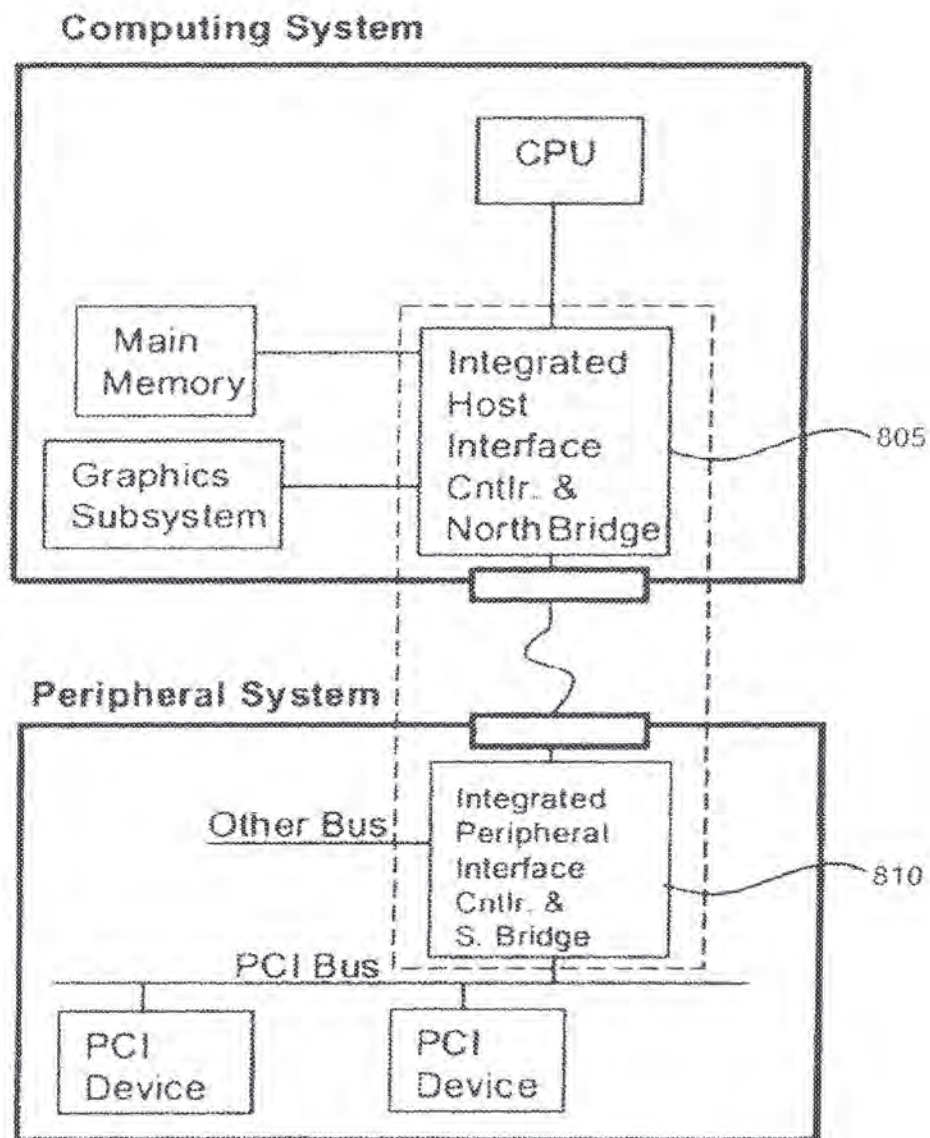 Computing System
CPU
Main
Memory
Integrated
Host
Interface
Cntlr. &
North Bridge
805
Graphics
Subsystem
Peripheral System
Integrated
Peripheral
Interface
Cntlr. &
S. Bridge
Other Bus
810
PCI Bus
PCI
Device
PCI
Device